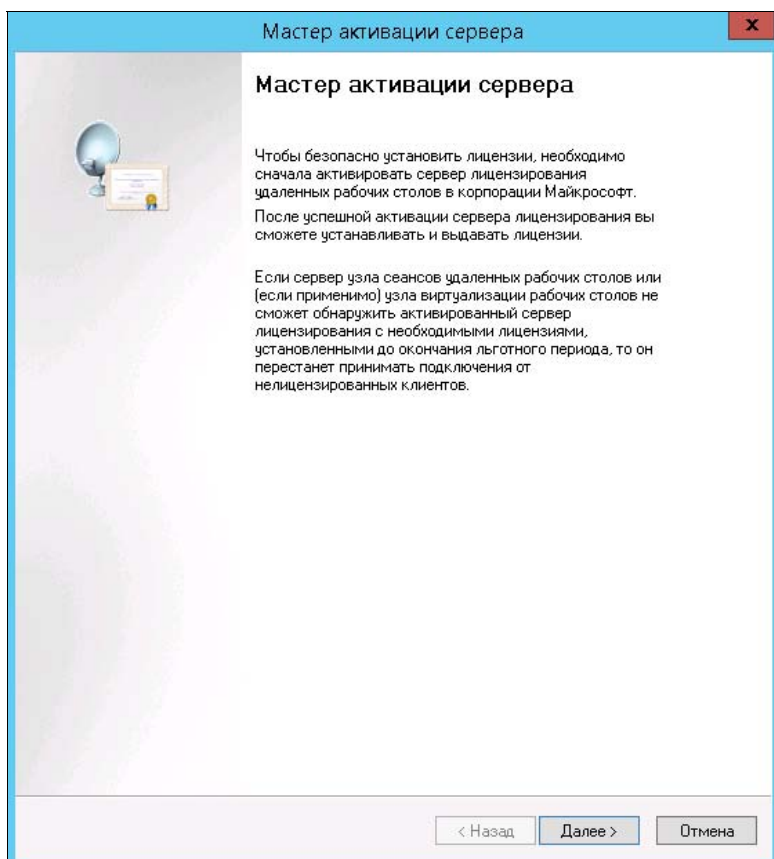 Мастер активации сервера
x
Мастер активации сервера
Чтобы безопасно установить лицензии, необходимо
сначала активировать сервер лицензирования
удаленных рабочих столов в корпорации Майкрософт.
После успешной активации сервера лицензирования вы
сможете устанавливать и выдавать лицензии.
Если сервер узла сеансов удаленных рабочих столов или
(если применимо) узла виртуализации рабочих столов не
сможет обнаружить активированный сервер
лицензирования с необходимыми лицензиями,
установленными до окончания льготного периода, то он
перестанет принимать подключения от
нелицензированных клиентов.
< Назад Далее > Отмена